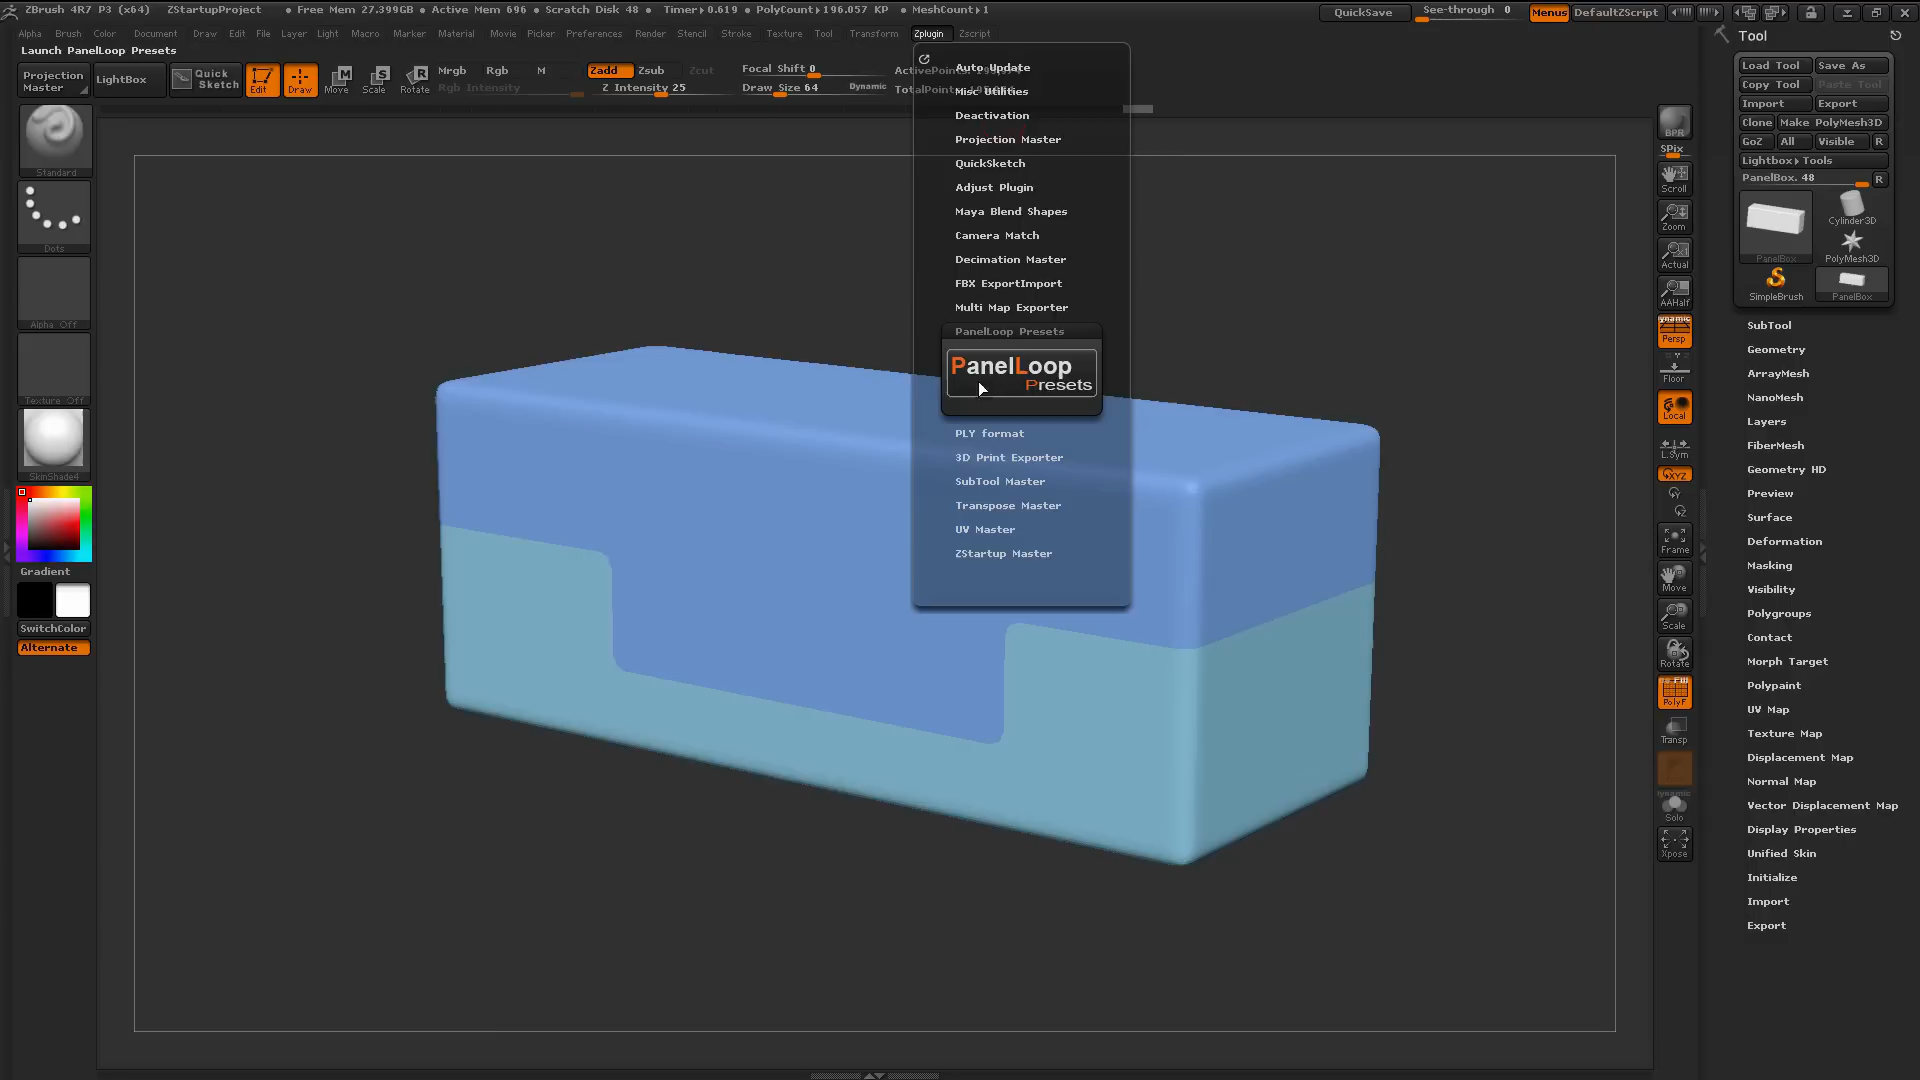 ZBrush 4R7 P3 (x64) ZStartupProject • Free Mem 27.399GB • Active Mem 696 • Scratch Disk 48 • Timer▸0.619 • PolyCount▸196.057 KP • MeshCount▸1 QuickSave See-through 0 Menus DefaultZScript
Alpha Brush Color Document Draw Edit File Layer Light Macro Marker Material Movie Picker Preferences Render Stencil Stroke Texture Tool Transform Zplugin Zscript
Launch PanelLoop Presets
Projection Master
LightBox
Quick Sketch
Edit
Draw
Move
Scale
Rotate
Mrgb Rgb M
Rgb Intensity
Zadd Zsub Zcut
Z Intensity 25
Focal Shift 0
Draw Size 64
Dynamic
Standard
Dots
Alpha Off
Texture Off
SkinShade4
Gradient
SwitchColor
Alternate
Auto Update
Misc Utilities
Deactivation
Projection Master
QuickSketch
Adjust Plugin
Maya Blend Shapes
Camera Match
Decimation Master
FBX ExportImport
Multi Map Exporter
PanelLoop Presets
PanelLoop
Presets
PLY format
3D Print Exporter
SubTool Master
Transpose Master
UV Master
ZStartup Master
BPR
SPix
Scroll
Zoom
Actual
AAHalf
Persp
Floor
Local
L.Sym
XYZ
Frame
Move
Scale
Rotate
PolyF
Transp
Solo
Xpose
Tool
Load Tool Save As
Copy Tool Paste Tool
Import Export
Clone Make PolyMesh3D
GoZ All Visible R
Lightbox▸Tools
PanelBox. 48 R
PanelBox
Cylinder3D
PolyMesh3D
SimpleBrush
PanelBox
SubTool
Geometry
ArrayMesh
NanoMesh
Layers
FiberMesh
Geometry HD
Preview
Surface
Deformation
Masking
Visibility
Polygroups
Contact
Morph Target
Polypaint
UV Map
Texture Map
Displacement Map
Normal Map
Vector Displacement Map
Display Properties
Unified Skin
Initialize
Import
Export